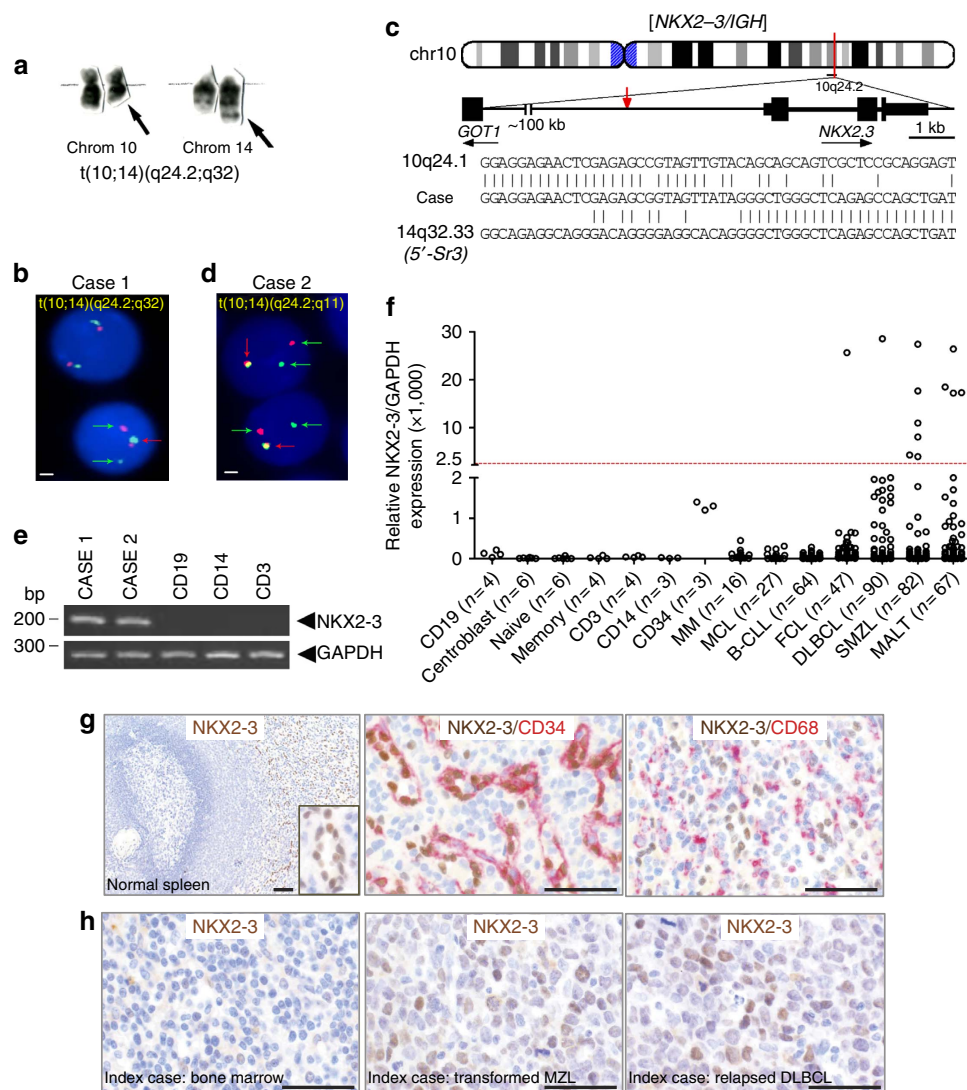 a
Chrom 10
Chrom 14
t(10;14)(q24.2;q32)
c
[NKX2–3/IGH]
chr10
10q24.2
~100 kb
GOT1
NKX2.3
1 kb
10q24.1
GGAGGAGAACTCGAGAGCCGTAGTTGTACAGCAGCAGTCGCTCCGCAGGAGT
Case
GGAGGAGAACTCGAGAGCGGTAGTTATAGGGCTGGGCTCAGAGCCAGCTGAT
14q32.33
GGCAGAGGCAGGGACAGGGGAGGCACAGGGGCTGGGCTCAGAGCCAGCTGAT
(5′-Sr3)
b
Case 1
t(10;14)(q24.2;q32)
d
Case 2
t(10;14)(q24.2;q11)
e
CASE 1
CASE 2
CD19
CD14
CD3
bp
200
NKX2-3
300
GAPDH
f
Relative NKX2-3/GAPDH
expression (×1,000)
30
20
10
2.5
2
1
0
CD19 (n=4)
Centroblast (n=6)
Naive (n=6)
Memory (n=4)
CD3 (n=4)
CD14 (n=3)
CD34 (n=3)
MM (n=16)
MCL (n=27)
B-CLL (n=64)
FCL (n=47)
DLBCL (n=90)
SMZL (n=82)
MALT (n=67)
g
NKX2-3
Normal spleen
NKX2-3/CD34
NKX2-3/CD68
h
NKX2-3
Index case: bone marrow
NKX2-3
Index case: transformed MZL
NKX2-3
Index case: relapsed DLBCL